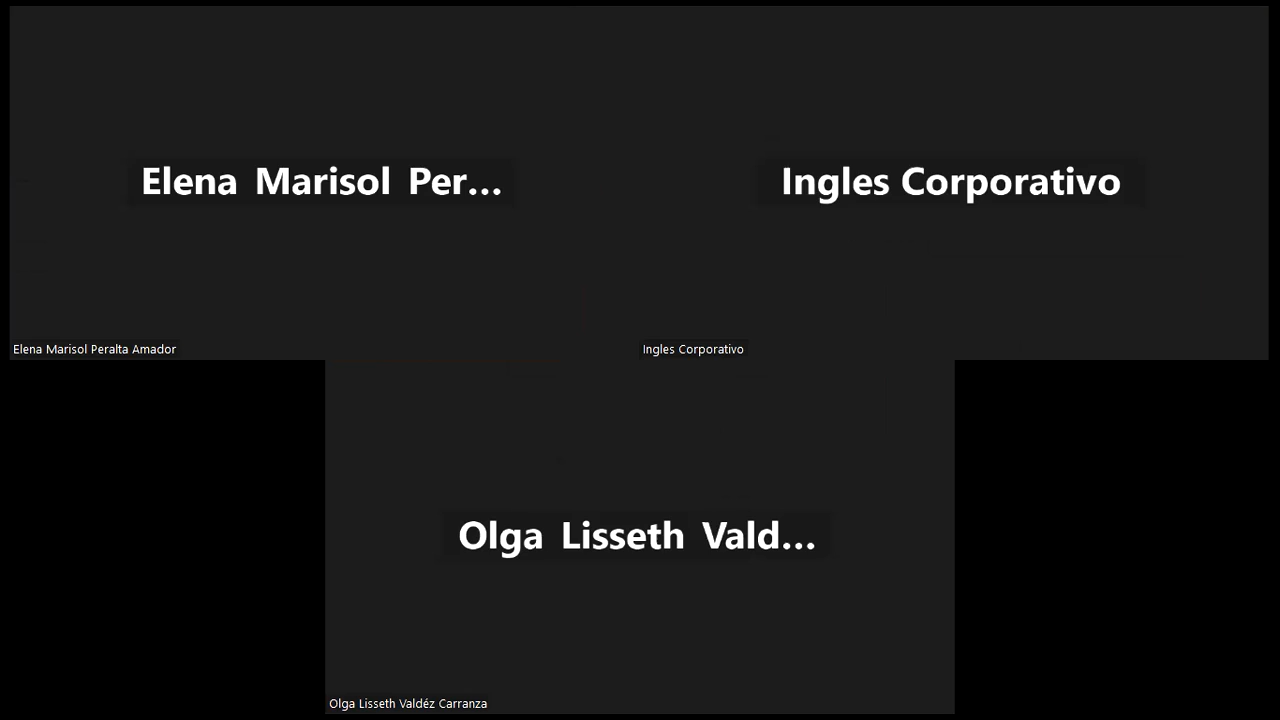 Elena Marisol Per...
Ingles Corporativo
Elena Marisol Peralta Amador
Ingles Corporativo
Olga Lisseth Vald...
Olga Lisseth Valdéz Carranza